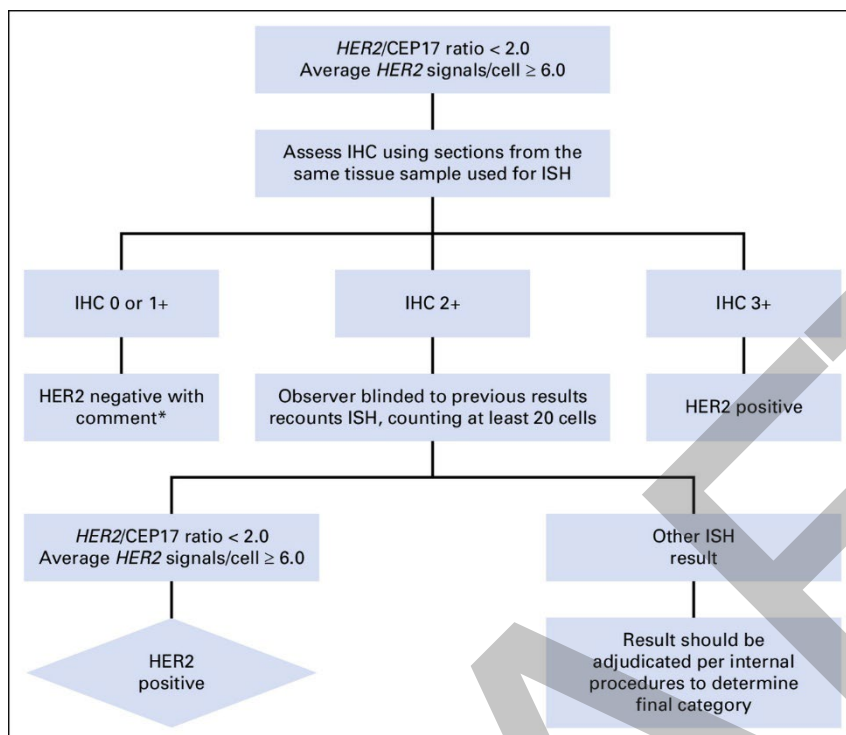 HER2/CEP17 ratio < 2.0
Average HER2 signals/cell ≥ 6.0
Assess IHC using sections from the
same tissue sample used for ISH
IHC 0 or 1+
IHC 2+
IHC 3+
HER2 negative with
comment*
Observer blinded to previous results
recounts ISH, counting at least 20 cells
HER2 positive
HER2/CEP17 ratio < 2.0
Average HER2 signals/cell ≥ 6.0
Other ISH
result
HER2
positive
Result should be
adjudicated per internal
procedures to determine
final category